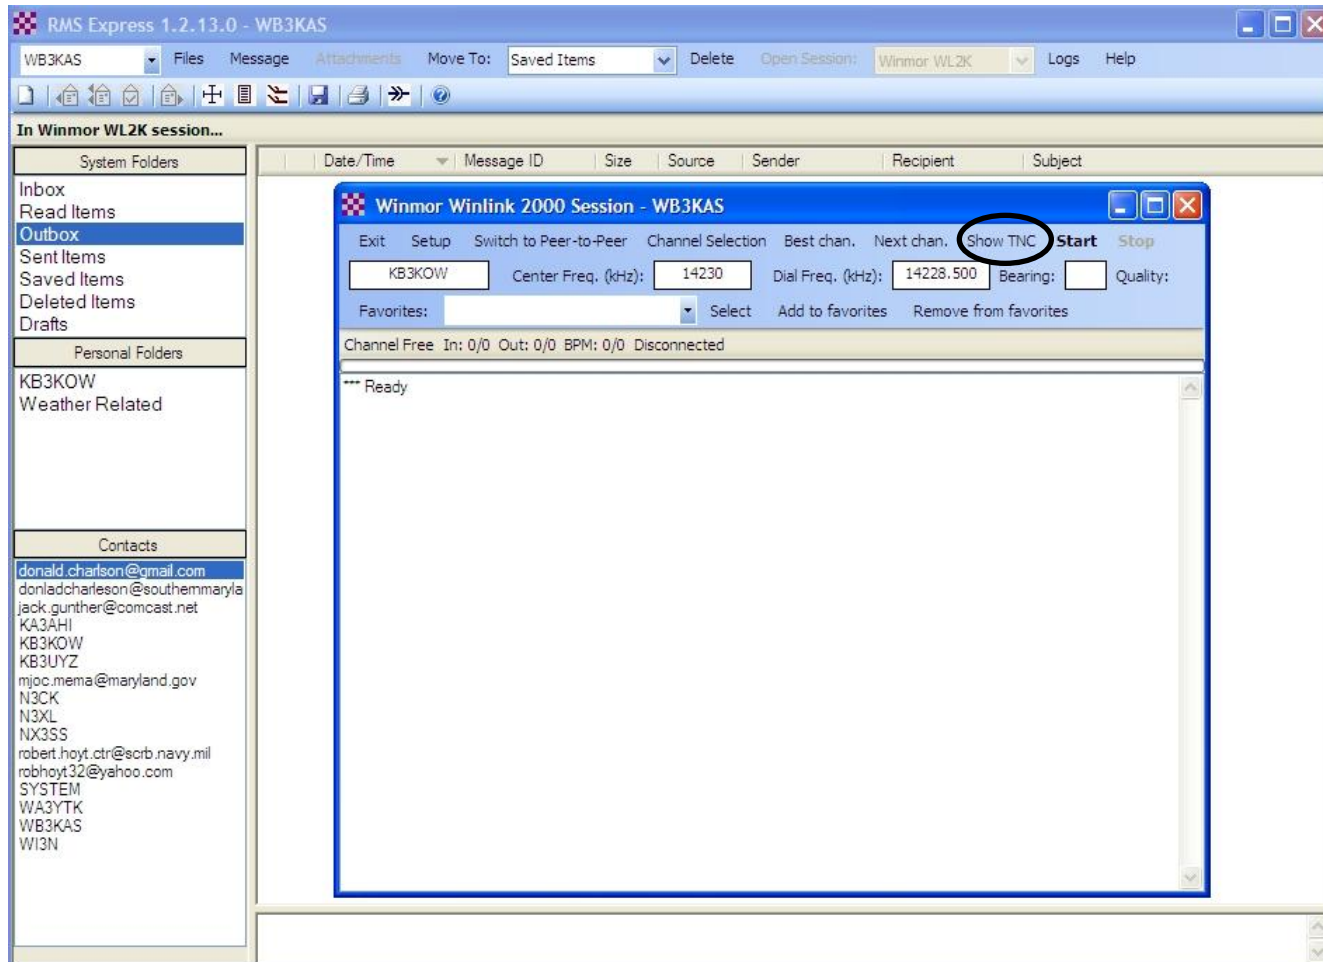 RMS Express 1.2.13.0 - WB3KAS
WB3KAS Files Message Attachments Move To: Saved Items Delete Open Session: Winmor WL2K Logs Help
In Winmor WL2K session...
System Folders
Date/Time Message ID Size Source Sender Recipient Subject
Inbox
Read Items
Outbox
Sent Items
Saved Items
Deleted Items
Drafts
Personal Folders
KB3KOW
Weather Related
Contacts
donald.charlson@gmail.com
donladcharleson@southernmaryla
jack.gunther@comcast.net
KA3AHI
KB3KOW
KB3UYZ
mjoc.mema@maryland.gov
N3CK
N3XL
NX3SS
robert.hoyt.ctr@scrb.navy.mil
robhoyt32@yahoo.com
SYSTEM
WA3YTK
WB3KAS
WI3N
Winmor Winlink 2000 Session - WB3KAS
Exit Setup Switch to Peer-to-Peer Channel Selection Best chan. Next chan. Show TNC Start Stop
KB3KOW Center Freq. (kHz): 14230 Dial Freq. (kHz): 14228.500 Bearing: Quality:
Favorites: Select Add to favorites Remove from favorites
Channel Free In: 0/0 Out: 0/0 BPM: 0/0 Disconnected
*** Ready